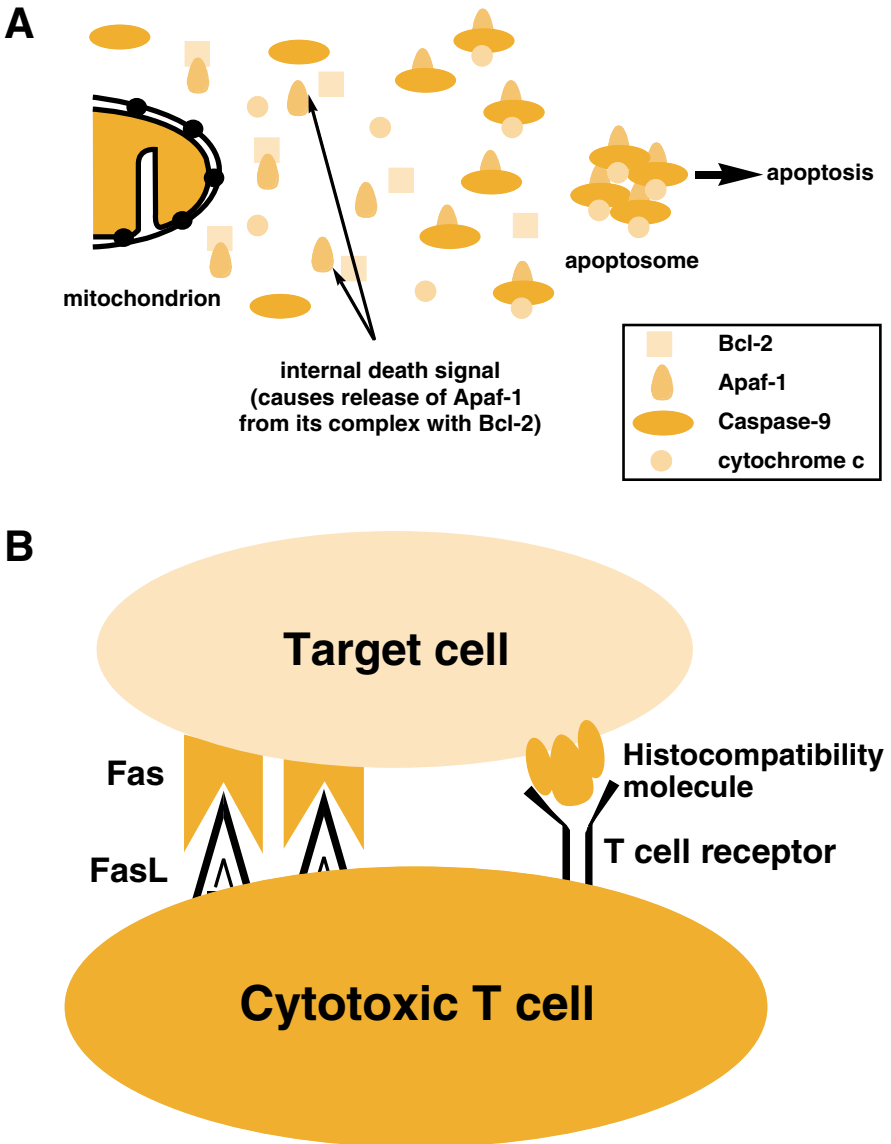 A
apoptosis
apoptosome
mitochondrion
internal death signal
(causes release of Apaf-1
from its complex with Bcl-2)
Bcl-2
Apaf-1
Caspase-9
cytochrome c
B
Target cell
Fas
Histocompatibility
molecule
FasL
T cell receptor
Cytotoxic T cell